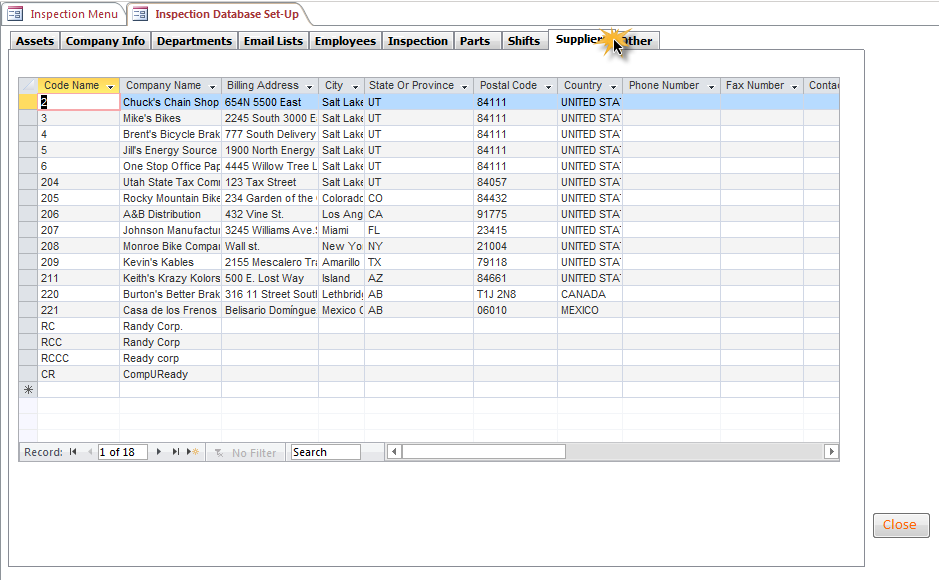 Inspection Menu Inspection Database Set-Up
Assets Company Info Departments Email Lists Employees Inspection Parts Shifts Supplier ther
Code Name Company Name Billing Address City State Or Province Postal Code Country Phone Number Fax Number Contac
2 Chuck's Chain Shop 654N 5500 East Salt Lake UT 84111 UNITED STA
3 Mike's Bikes 2245 South 3000 E Salt Lake UT 84111 UNITED STA
4 Brent's Bicycle Brak 777 South Delivery Salt Lake UT 84111 UNITED STA
5 Jill's Energy Source 1900 North Energy Salt Lake UT 84111 UNITED STA
6 One Stop Office Pap 4445 Willow Tree L Salt Lake UT 84111 UNITED STA
204 Utah State Tax Com 123 Tax Street Salt Lake UT 84057 UNITED STA
205 Rocky Mountain Bike 234 Garden of the Colorado CO 84432 UNITED STA
206 A&B Distribution 432 Vine St. Los Ang CA 91775 UNITED STA
207 Johnson Manufactu 3245 Williams Ave. Miami FL 23415 UNITED STA
208 Monroe Bike Compa Wall st. New Yo NY 21004 UNITED STA
209 Kevin's Kables 2155 Mescalero Tra Amarillo TX 79118 UNITED STA
211 Keith's Krazy Kolors 500 E. Lost Way Island AZ 84661 UNITED STA
220 Burton's Better Brak 316 11 Street Sout Lethbrid AB T1J 2N8 CANADA
221 Casa de los Frenos Belisario Domíngue Mexico C AB 06010 MEXICO
RC Randy Corp.
RCC Randy Corp
RCCC Ready corp
CR CompUReady
Record: 1 of 18 No Filter Search
Close